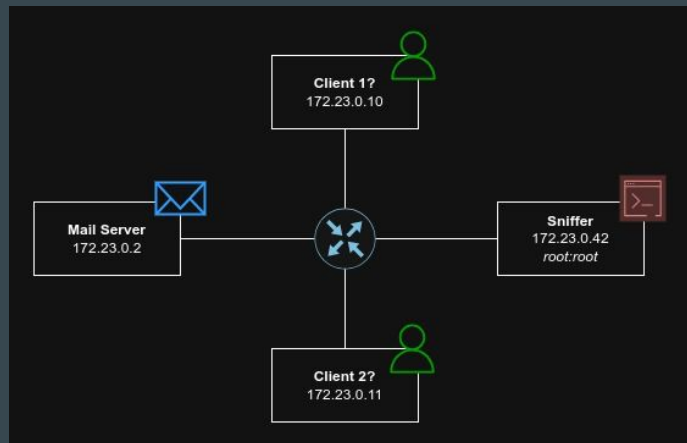 Client 1?
172.23.0.10
Mail Server
172.23.0.2
Sniffer
172.23.0.42
root:root
Client 2?
172.23.0.11
>_